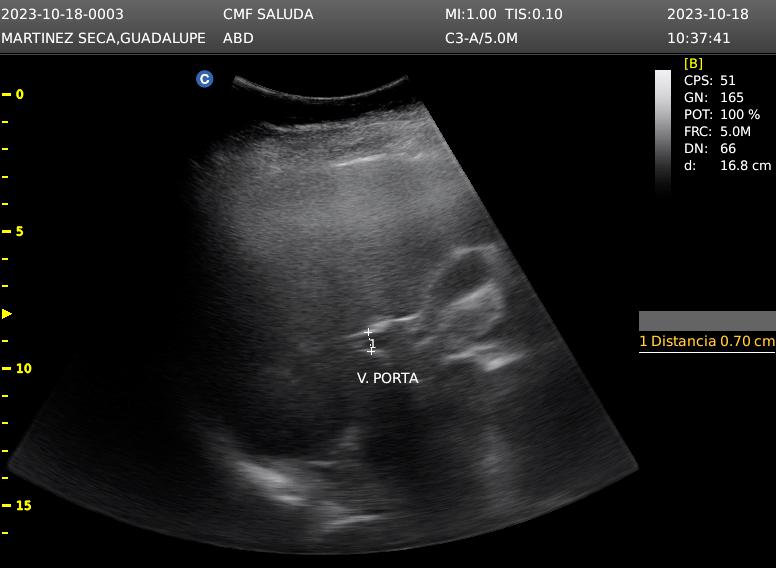 2023-10-18-0003 CMF SALUDA MI:1.00 TIS:0.10 2023-10-18
MARTINEZ SECA,GUADALUPE ABD C3-A/5.0M 10:37:41
C
[B]
CPS: 51
GN: 165
POT: 100 %
FRC: 5.0M
DN: 66
d: 16.8 cm
0
5
10
15
1
V. PORTA
1 Distancia 0.70 cm